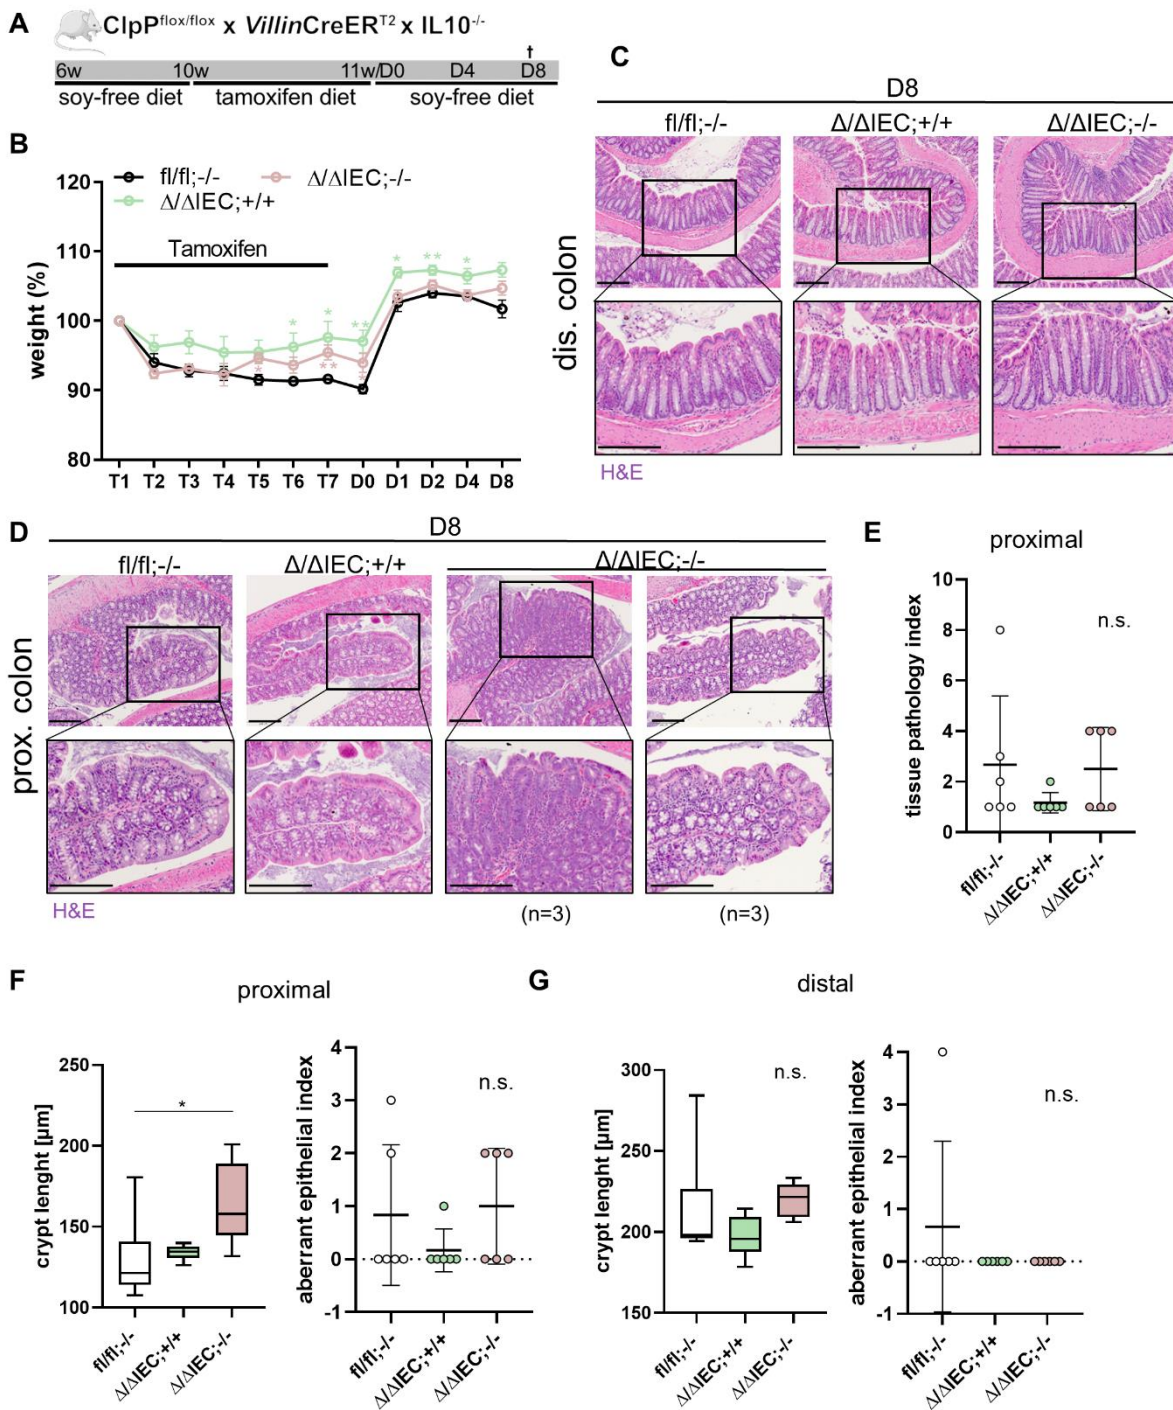 A
ClpP^flox/flox x VillinCreER^T2 x IL10^-/-
†
6w 10w 11w/D0 D4 D8
soy-free diet tamoxifen diet soy-free diet
B
fl/fl;-/- Δ/ΔIEC;-/-
Δ/ΔIEC;+/+
Tamoxifen
weight (%)
120
110
100
90
80
* ** *
* * **
* ** *
T1 T2 T3 T4 T5 T6 T7 D0 D1 D2 D4 D8
C
D8
fl/fl;-/- Δ/ΔIEC;+/+ Δ/ΔIEC;-/-
dis. colon
H&E
D
D8
fl/fl;-/- Δ/ΔIEC;+/+ Δ/ΔIEC;-/-
prox. colon
H&E
(n=3) (n=3)
E
proximal
n.s.
tissue pathology index
10
8
6
4
2
0
fl/fl;-/- Δ/ΔIEC;+/+ Δ/ΔIEC;-/-
F
proximal
crypt lenght [µm]
250
200
150
100
*
fl/fl;-/- Δ/ΔIEC;+/+ Δ/ΔIEC;-/-
aberrant epithelial index
4
3
2
1
0
-1
n.s.
fl/fl;-/- Δ/ΔIEC;+/+ Δ/ΔIEC;-/-
G
distal
crypt lenght [µm]
300
250
200
150
n.s.
fl/fl;-/- Δ/ΔIEC;+/+ Δ/ΔIEC;-/-
aberrant epithelial index
4
3
2
1
0
-1
n.s.
fl/fl;-/- Δ/ΔIEC;+/+ Δ/ΔIEC;-/-